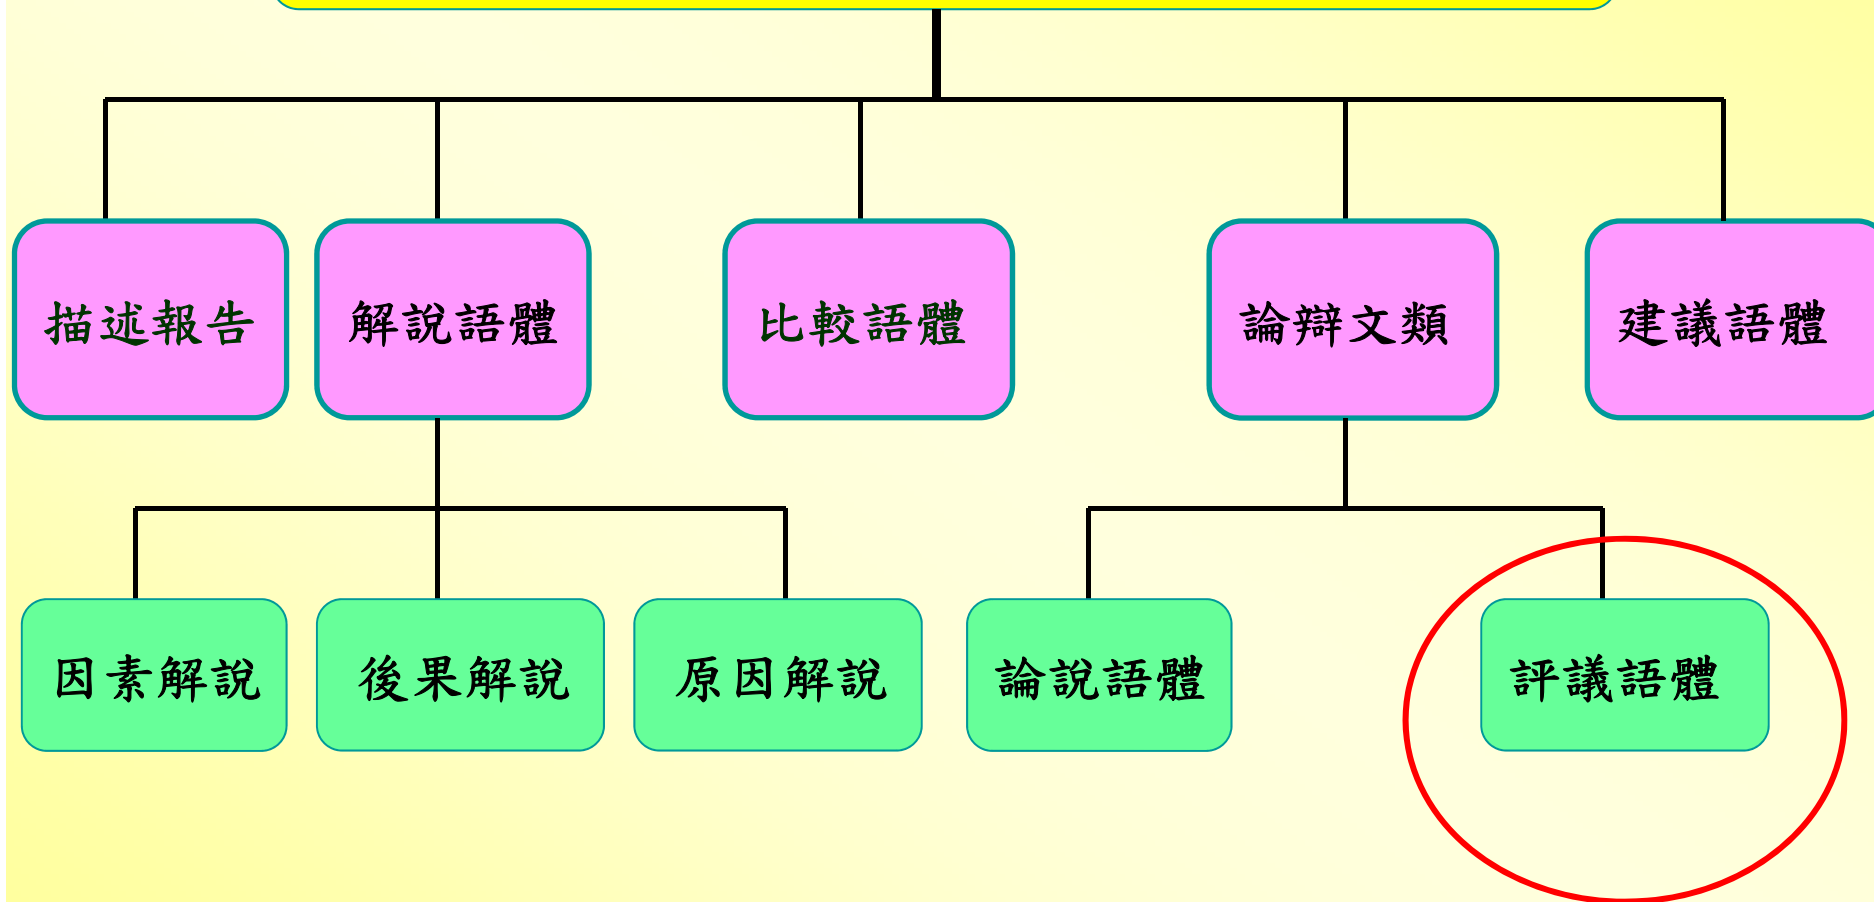 描述報告
解說語體
比較語體
論辯文類
建議語體
因素解說
後果解說
原因解說
論說語體
評議語體